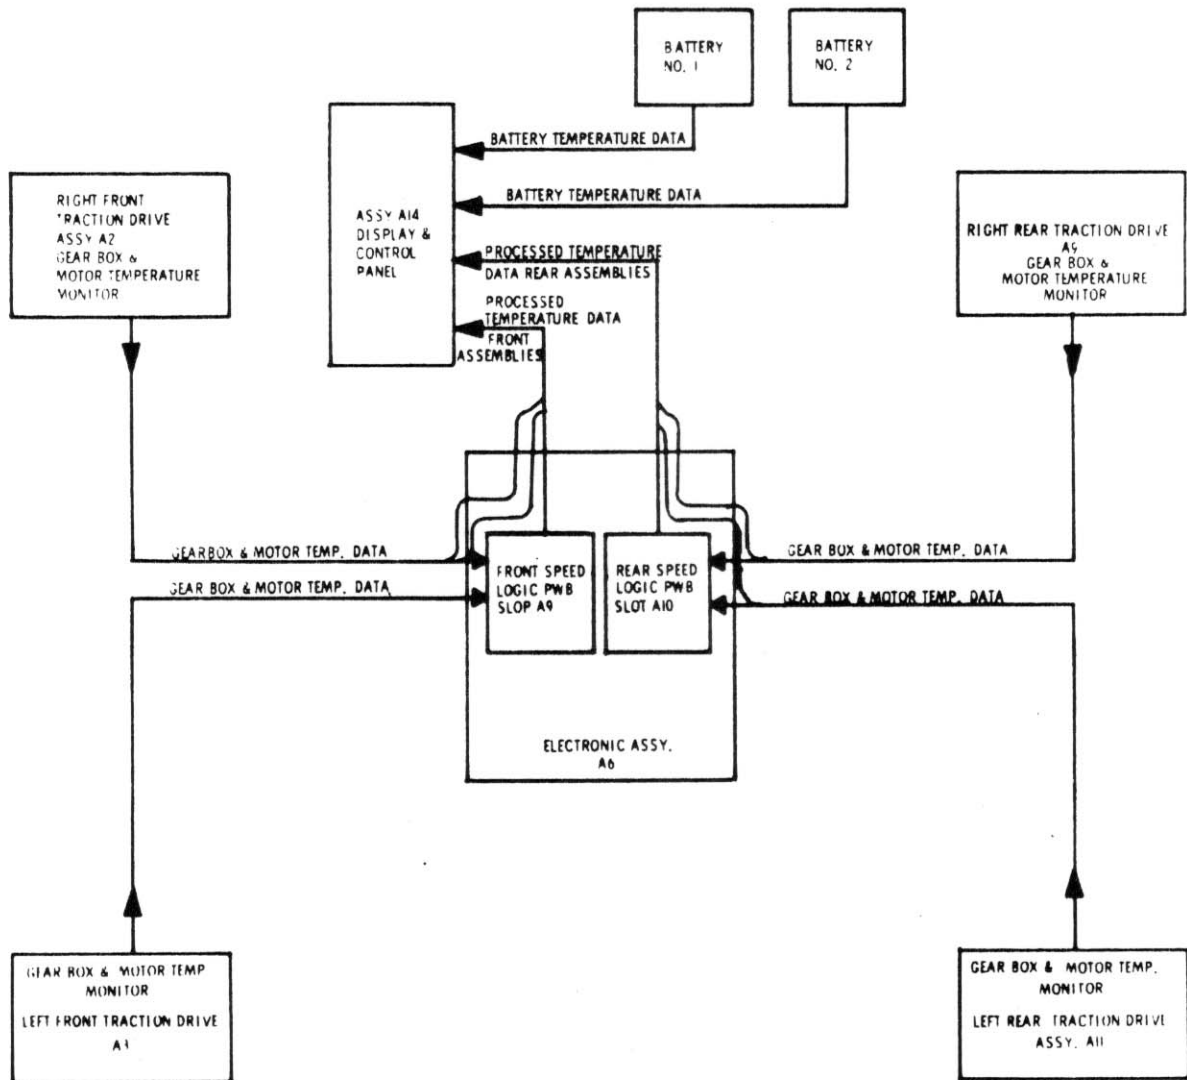 BATTERY
NO. 1
BATTERY
NO. 2
BATTERY TEMPERATURE DATA
BATTERY TEMPERATURE DATA
RIGHT FRONT
TRACTION DRIVE
ASSY A2
GEAR BOX &
MOTOR TEMPERATURE
MONITOR
ASSY A14
DISPLAY &
CONTROL
PANEL
PROCESSED TEMPERATURE
DATA REAR ASSEMBLIES
PROCESSED
TEMPERATURE DATA
FRONT
ASSEMBLIES
RIGHT REAR TRACTION DRIVE
A9
GEAR BOX &
MOTOR TEMPERATURE
MONITOR
GEARBOX & MOTOR TEMP. DATA
GEAR BOX & MOTOR TEMP. DATA
FRONT SPEED
LOGIC PWB
SLOP A9
REAR SPEED
LOGIC PWB
SLOT A10
GEAR BOX & MOTOR TEMP. DATA
GEAR BOX & MOTOR TEMP. DATA
ELECTRONIC ASSY.
A6
GEAR BOX & MOTOR TEMP
MONITOR
LEFT FRONT TRACTION DRIVE
GEAR BOX & MOTOR TEMP.
MONITOR
LEFT REAR TRACTION DRIVE
ASSY. A11